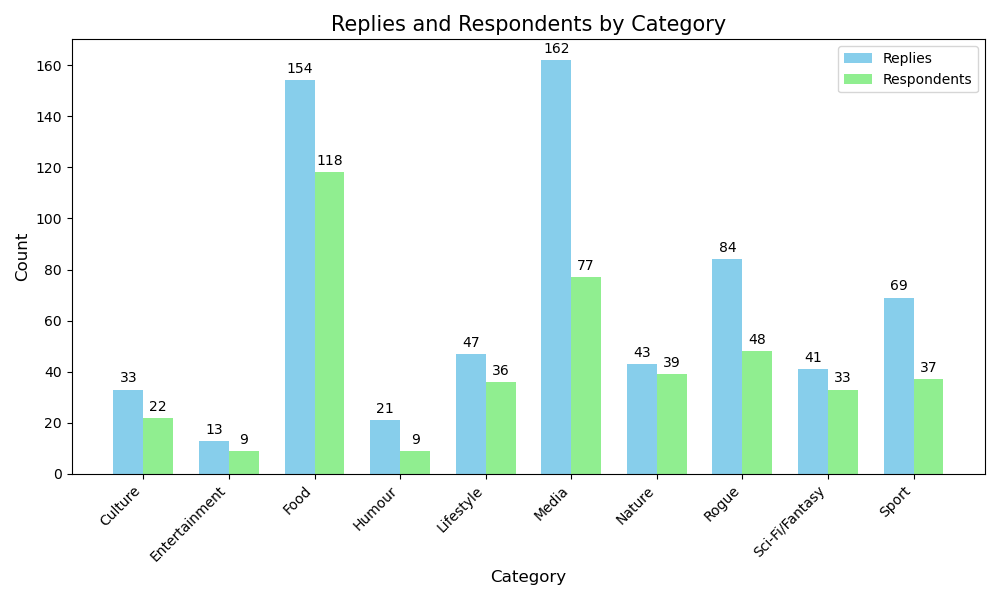 Replies and Respondents by Category
Replies
Respondents
Count
160
140
120
100
80
60
40
20
0
33
22
13
9
154
118
21
9
47
36
162
77
43
39
84
48
41
33
69
37
Culture
Entertainment
Food
Humour
Lifestyle
Media
Nature
Rogue
Sci-Fi/Fantasy
Sport
Category